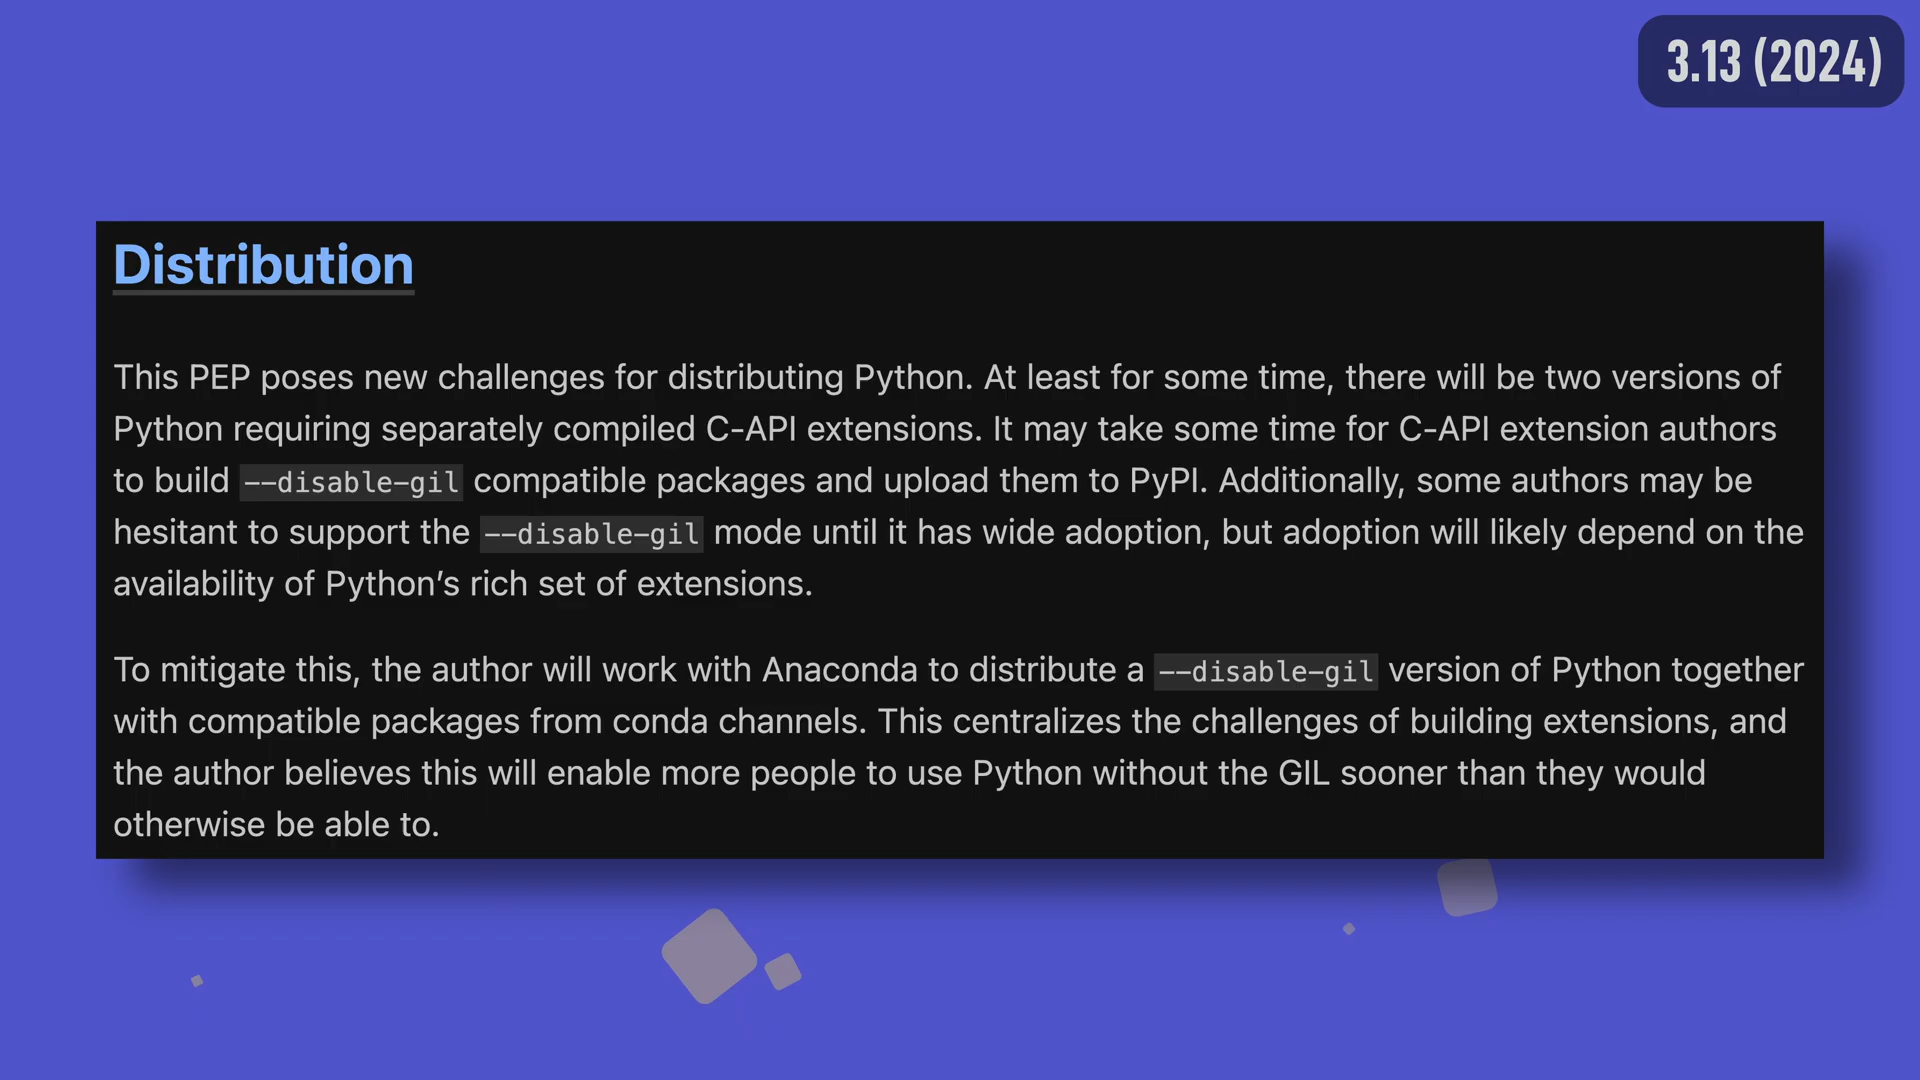 3.13 (2024)
Distribution
This PEP poses new challenges for distributing Python. At least for some time, there will be two versions of
Python requiring separately compiled C-API extensions. It may take some time for C-API extension authors
to build --disable-gil compatible packages and upload them to PyPI. Additionally, some authors may be
hesitant to support the --disable-gil mode until it has wide adoption, but adoption will likely depend on the
availability of Python’s rich set of extensions.
To mitigate this, the author will work with Anaconda to distribute a --disable-gil version of Python together
with compatible packages from conda channels. This centralizes the challenges of building extensions, and
the author believes this will enable more people to use Python without the GIL sooner than they would
otherwise be able to.